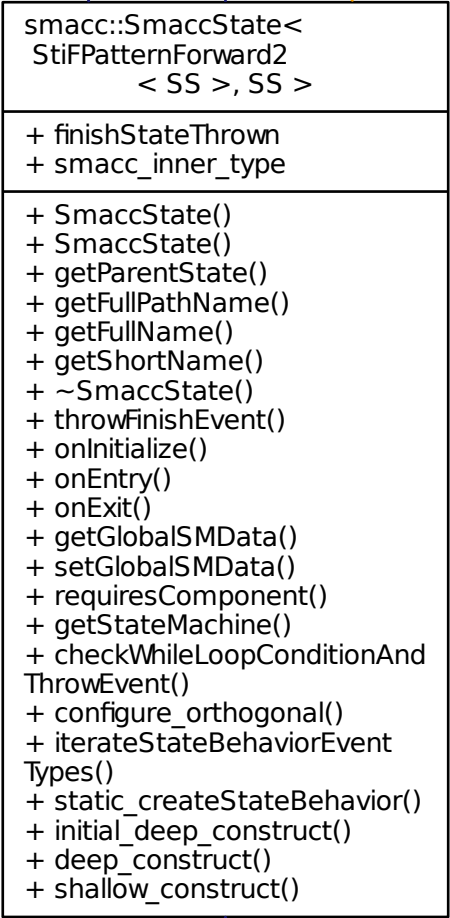 smacc::SmaccState<
StiFPatternForward2
< SS >, SS >
+ finishStateThrown
+ smacc_inner_type
+ SmaccState()
+ SmaccState()
+ getParentState()
+ getFullPathName()
+ getFullName()
+ getShortName()
+ ~SmaccState()
+ throwFinishEvent()
+ onInitialize()
+ onEntry()
+ onExit()
+ getGlobalSMData()
+ setGlobalSMData()
+ requiresComponent()
+ getStateMachine()
+ checkWhileLoopConditionAnd
ThrowEvent()
+ configure_orthogonal()
+ iterateStateBehaviorEvent
Types()
+ static_createStateBehavior()
+ initial_deep_construct()
+ deep_construct()
+ shallow_construct()